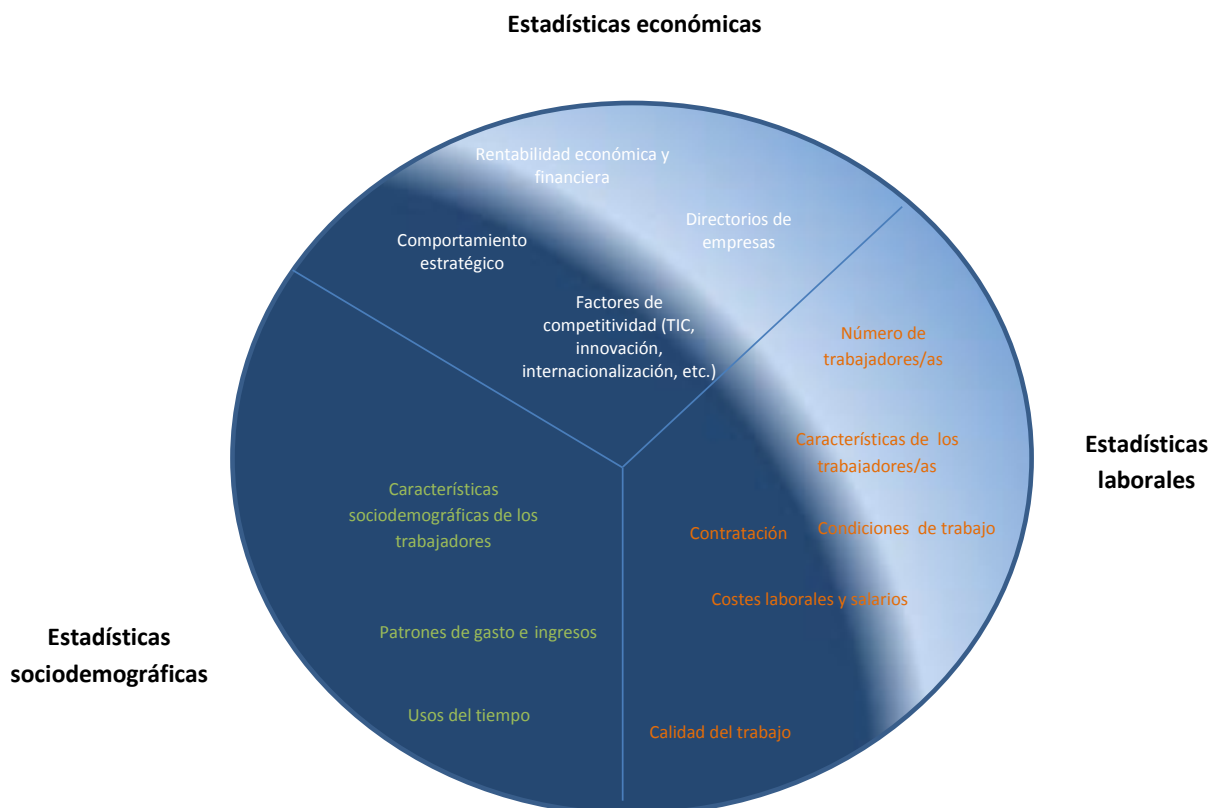 Estadísticas económicas
Rentabilidad económica y
financiera
Directorios de
empresas
Comportamiento
estratégico
Factores de
competitividad (TIC,
innovación,
internacionalización, etc.)
Número de
trabajadores/as
Características de los
trabajadores/as
Contratación
Condiciones de trabajo
Costes laborales y salarios
Calidad del trabajo
Estadísticas
laborales
Características
sociodemográficas de los
trabajadores
Patrones de gasto e ingresos
Usos del tiempo
Estadísticas
sociodemográficas